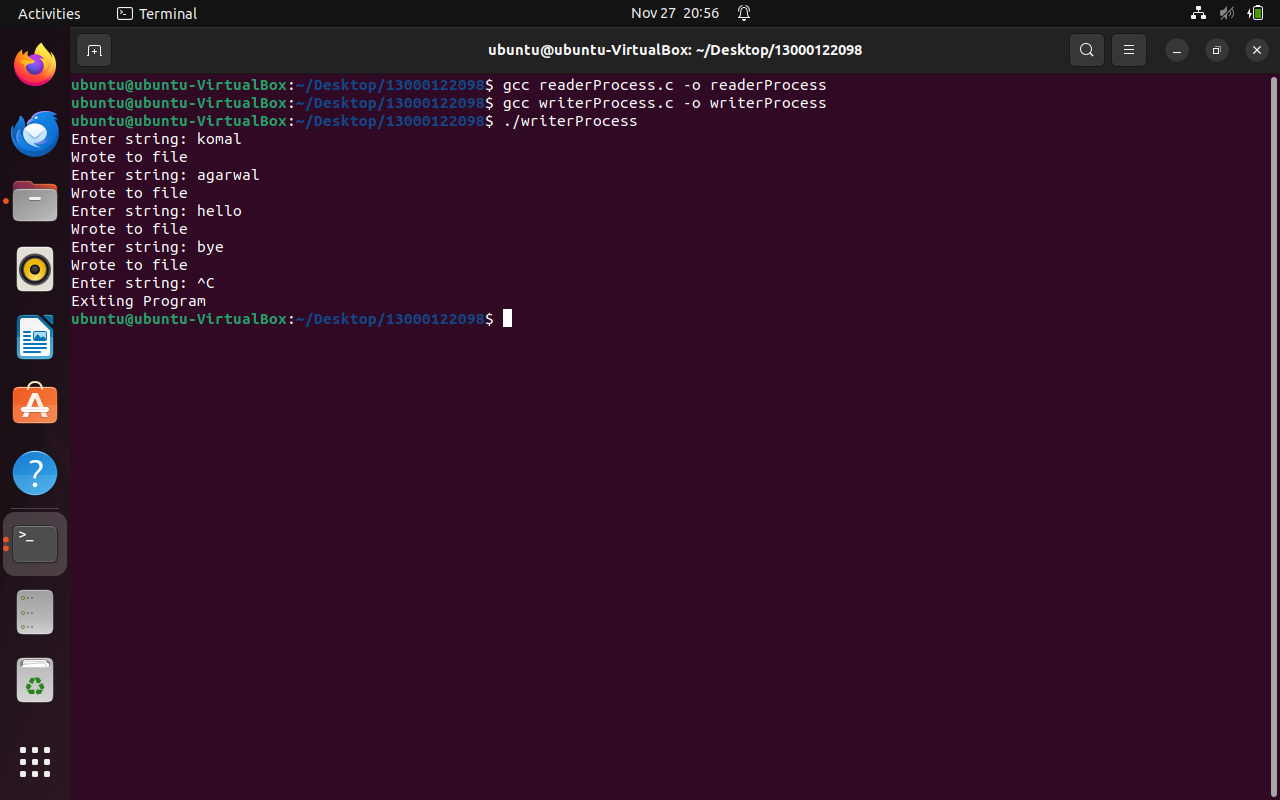 Activities Terminal Nov 27 20:56
ubuntu@ubuntu-VirtualBox: ~/Desktop/13000122098
ubuntu@ubuntu-VirtualBox:~/Desktop/13000122098$ gcc readerProcess.c -o readerProcess
ubuntu@ubuntu-VirtualBox:~/Desktop/13000122098$ gcc writerProcess.c -o writerProcess
ubuntu@ubuntu-VirtualBox:~/Desktop/13000122098$ ./writerProcess
Enter string: komal
Wrote to file
Enter string: agarwal
Wrote to file
Enter string: hello
Wrote to file
Enter string: bye
Wrote to file
Enter string: ^C
Exiting Program
ubuntu@ubuntu-VirtualBox:~/Desktop/13000122098$